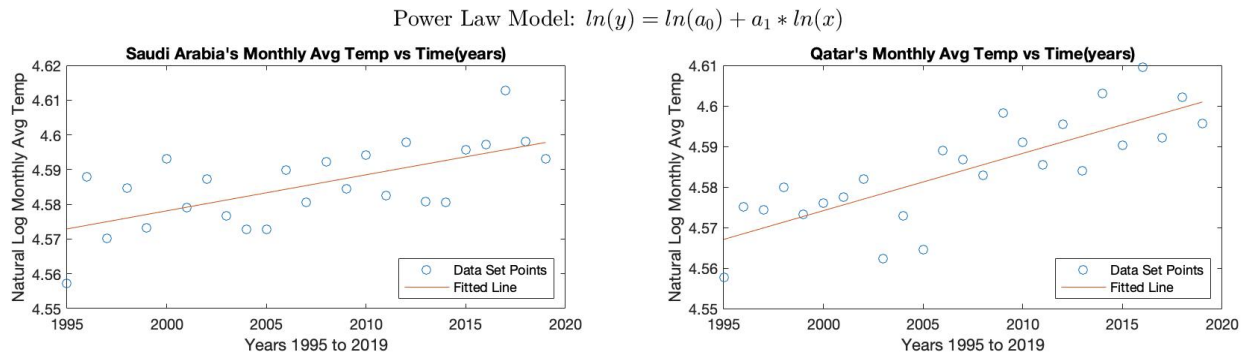 Power Law Model: ln(y) = ln(a₀) + a₁ * ln(x)
Saudi Arabia's Monthly Avg Temp vs Time(years)
Natural Log Monthly Avg Temp
4.62
4.61
4.6
4.59
4.58
4.57
4.56
4.55
1995 2000 2005 2010 2015 2020
Years 1995 to 2019
Data Set Points
Fitted Line
Qatar's Monthly Avg Temp vs Time(years)
Natural Log Monthly Avg Temp
4.61
4.6
4.59
4.58
4.57
4.56
4.55
1995 2000 2005 2010 2015 2020
Years 1995 to 2019
Data Set Points
Fitted Line